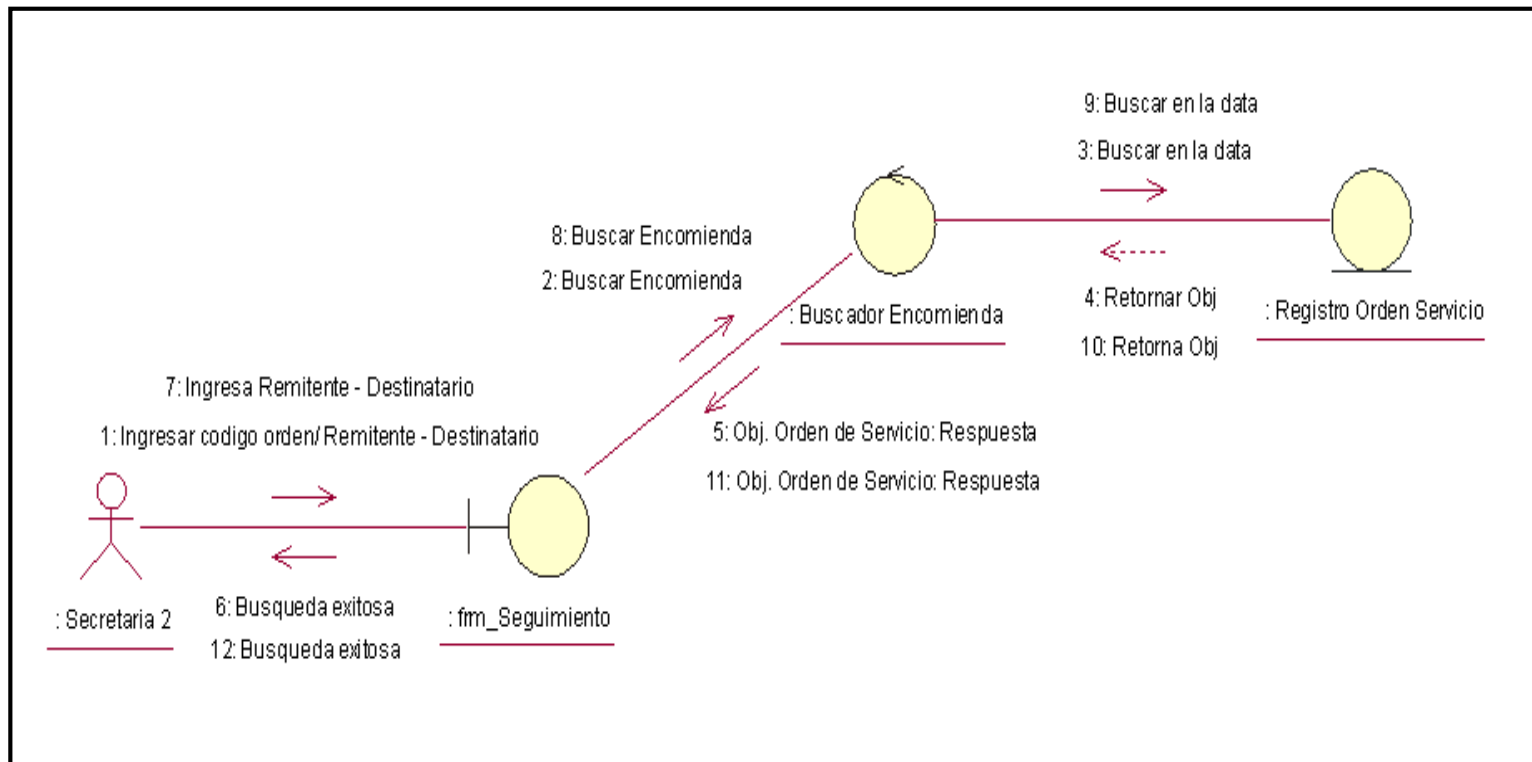 9: Buscar en la data
3: Buscar en la data
8: Buscar Encomienda
2: Buscar Encomienda
: Buscador Encomienda
4: Retornar Obj
: Registro Orden Servicio
10: Retorna Obj
7: Ingresa Remitente - Destinatario
1: Ingresar codigo orden/ Remitente - Destinatario
5: Obj. Orden de Servicio: Respuesta
11: Obj. Orden de Servicio: Respuesta
: Secretaria 2
6: Busqueda exitosa
12: Busqueda exitosa
: frm_Seguimiento